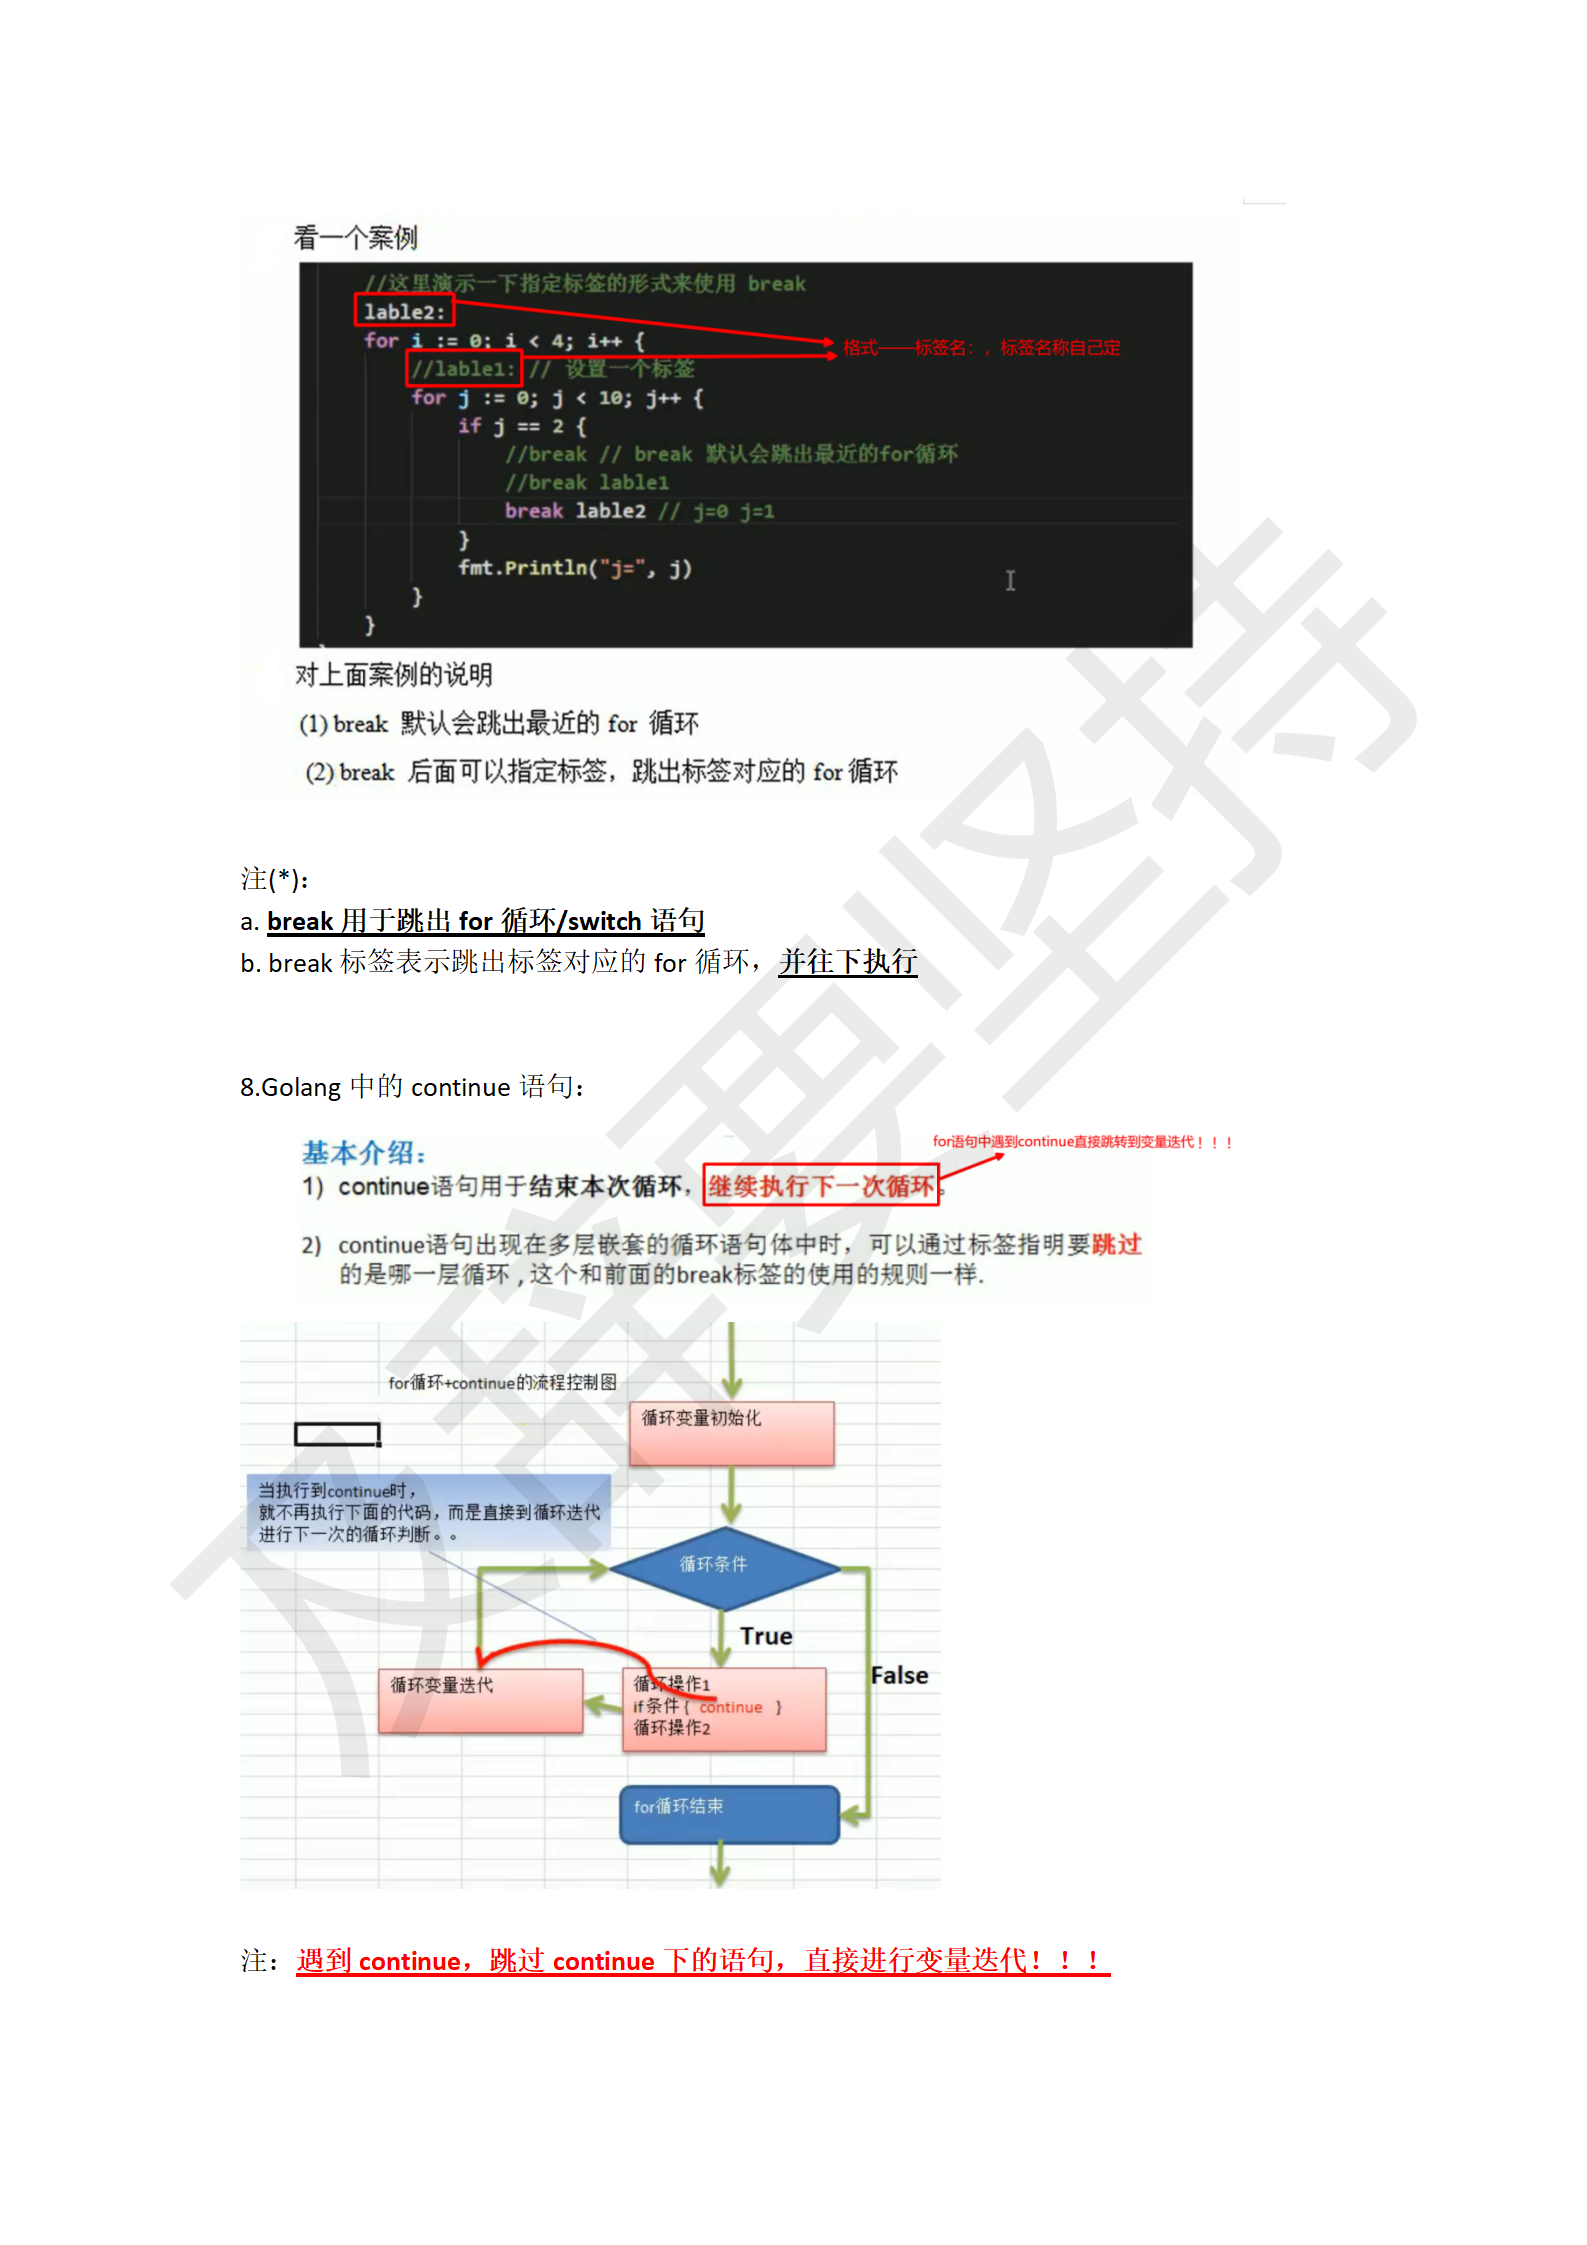 看一个案例
//这里演示一下指定标签的形式来使用 break
lable2:
for i := 0; i < 4; i++ {
格式——标签名：，标签名称自己定
//lable1: // 设置一个标签
for j := 0; j < 10; j++ {
if j == 2 {
//break // break 默认会跳出最近的for循环
//break lable1
break lable2 // j=0 j=1
}
fmt.Println("j=", j)
}
}
对上面案例的说明
(1) break 默认会跳出最近的 for 循环
(2) break 后面可以指定标签，跳出标签对应的 for 循环
注(*)：
a. break 用于跳出 for 循环/switch 语句
b. break 标签表示跳出标签对应的 for 循环，并往下执行
8.Golang 中的 continue 语句：
for语句中遇到continue直接跳转到变量迭代！！！
基本介绍：
1) continue语句用于结束本次循环，继续执行下一次循环。
2) continue语句出现在多层嵌套的循环语句体中时，可以通过标签指明要跳过
的是哪一层循环 , 这个和前面的break标签的使用的规则一样.
for循环+continue的流程控制图
循环变量初始化
当执行到continue时，
就不再执行下面的代码，而是直接到循环迭代
进行下一次的循环判断。。
循环条件
True
False
循环变量迭代
循环操作1
if 条件 { continue }
循环操作2
for循环结束
注：遇到 continue，跳过 continue 下的语句，直接进行变量迭代！！！